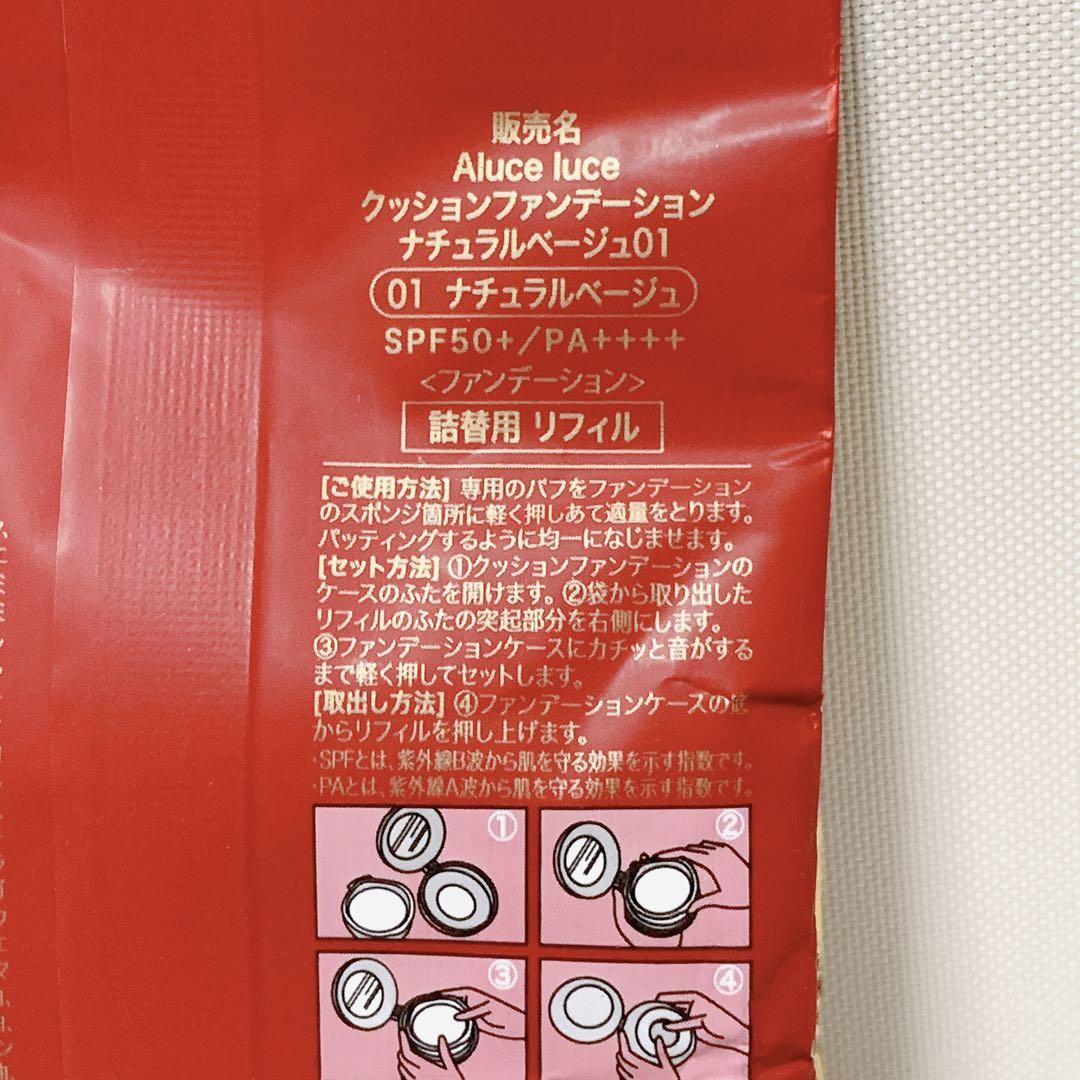 販売名
Aluce luce
クッションファンデーション
ナチュラルベージュ01
01 ナチュラルベージュ
SPF50+/PA++++
<ファンデーション>
詰替用 リフィル
[ご使用方法] 専用のパフをファンデーション
のスポンジ箇所に軽く押しあて適量をとります。
パッティングするように均一になじませます。
[セット方法] ①クッションファンデーションの
ケースのふたを開けます。②袋から取り出した
リフィルのふたの突起部分を右側にします。
③ファンデーションケースにカチッと音がする
まで軽く押してセットします。
[取出し方法] ④ファンデーションケースの底
からリフィルを押し上げます。
・SPFとは、紫外線B波から肌を守る効果を示す指数です。
・PAとは、紫外線A波から肌を守る効果を示す指数です。
①
②
③
④